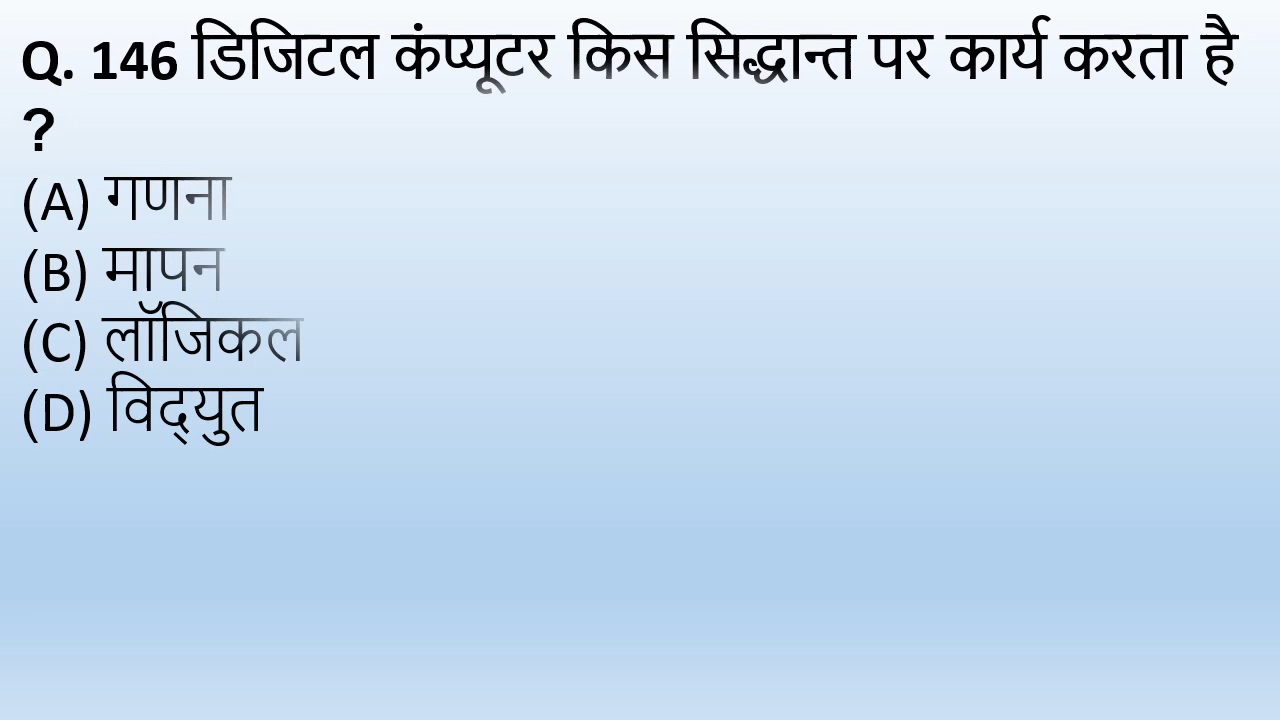 Q. 146 डिजिटल कंप्यूटर किस सिद्धान्त पर कार्य करता है
?
(A) गणना
(B) मापन
(C) लॉजिकल
(D) विद्‌युत